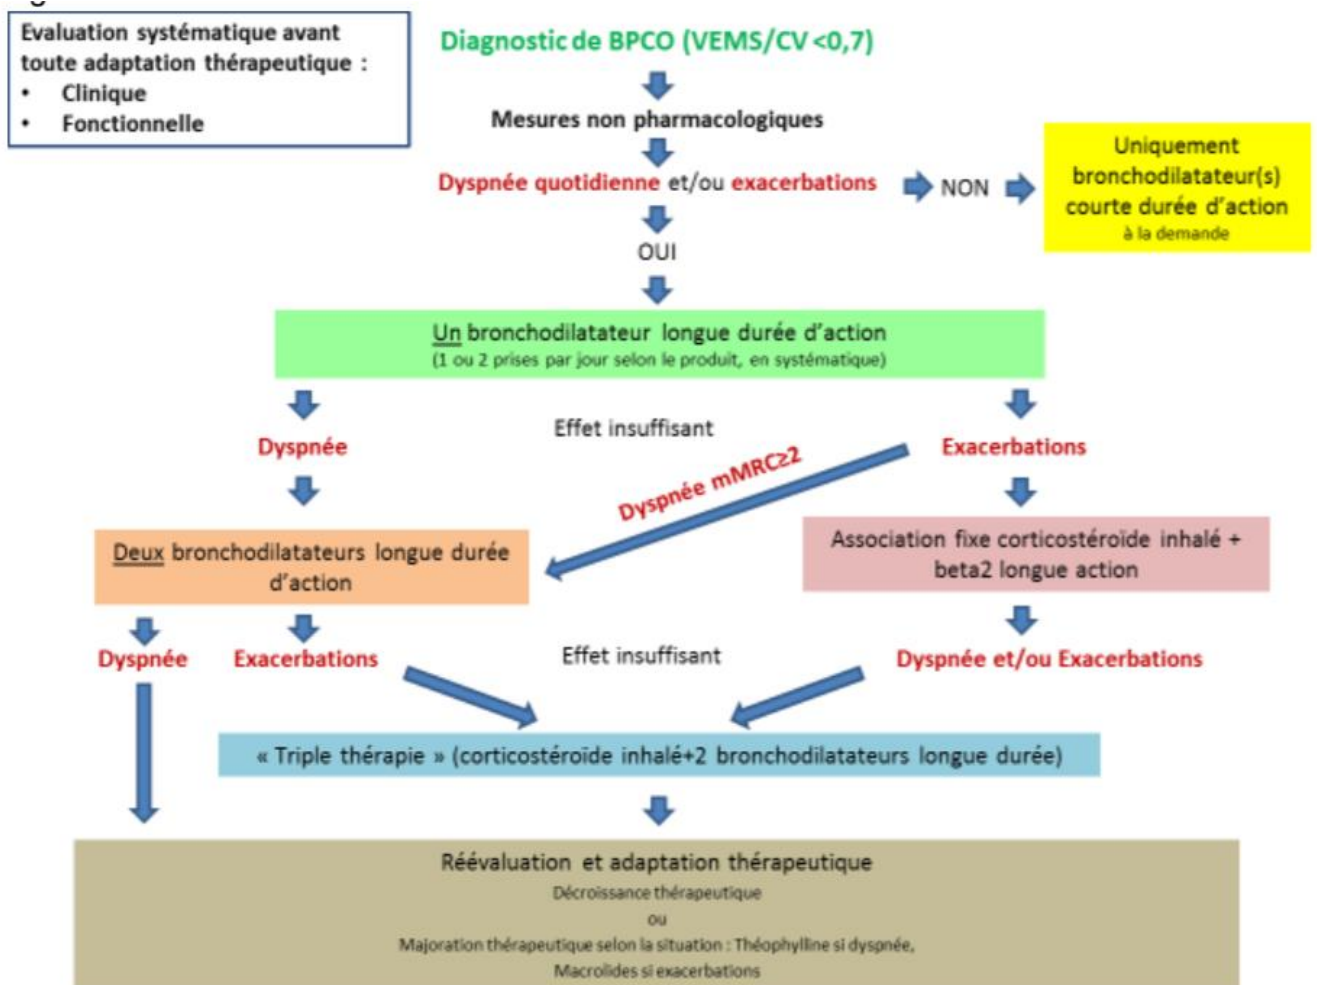 Evaluation systématique avant
toute adaptation thérapeutique :
• Clinique
• Fonctionnelle
Diagnostic de BPCO (VEMS/CV <0,7)
Mesures non pharmacologiques
Dyspnée quotidienne et/ou exacerbations
NON
Uniquement
bronchodilatateur(s)
courte durée d'action
à la demande
OUI
Un bronchodilatateur longue durée d'action
(1 ou 2 prises par jour selon le produit, en systématique)
Dyspnée
Effet insuffisant
Exacerbations
Dyspnée mMRC≥2
Deux bronchodilatateurs longue durée
d'action
Association fixe corticostéroïde inhalé +
beta2 longue action
Dyspnée
Exacerbations
Effet insuffisant
Dyspnée et/ou Exacerbations
« Triple thérapie » (corticostéroïde inhalé+2 bronchodilatateurs longue durée)
Réévaluation et adaptation thérapeutique
Décroissance thérapeutique
ou
Majoration thérapeutique selon la situation : Théophylline si dyspnée,
Macrolides si exacerbations